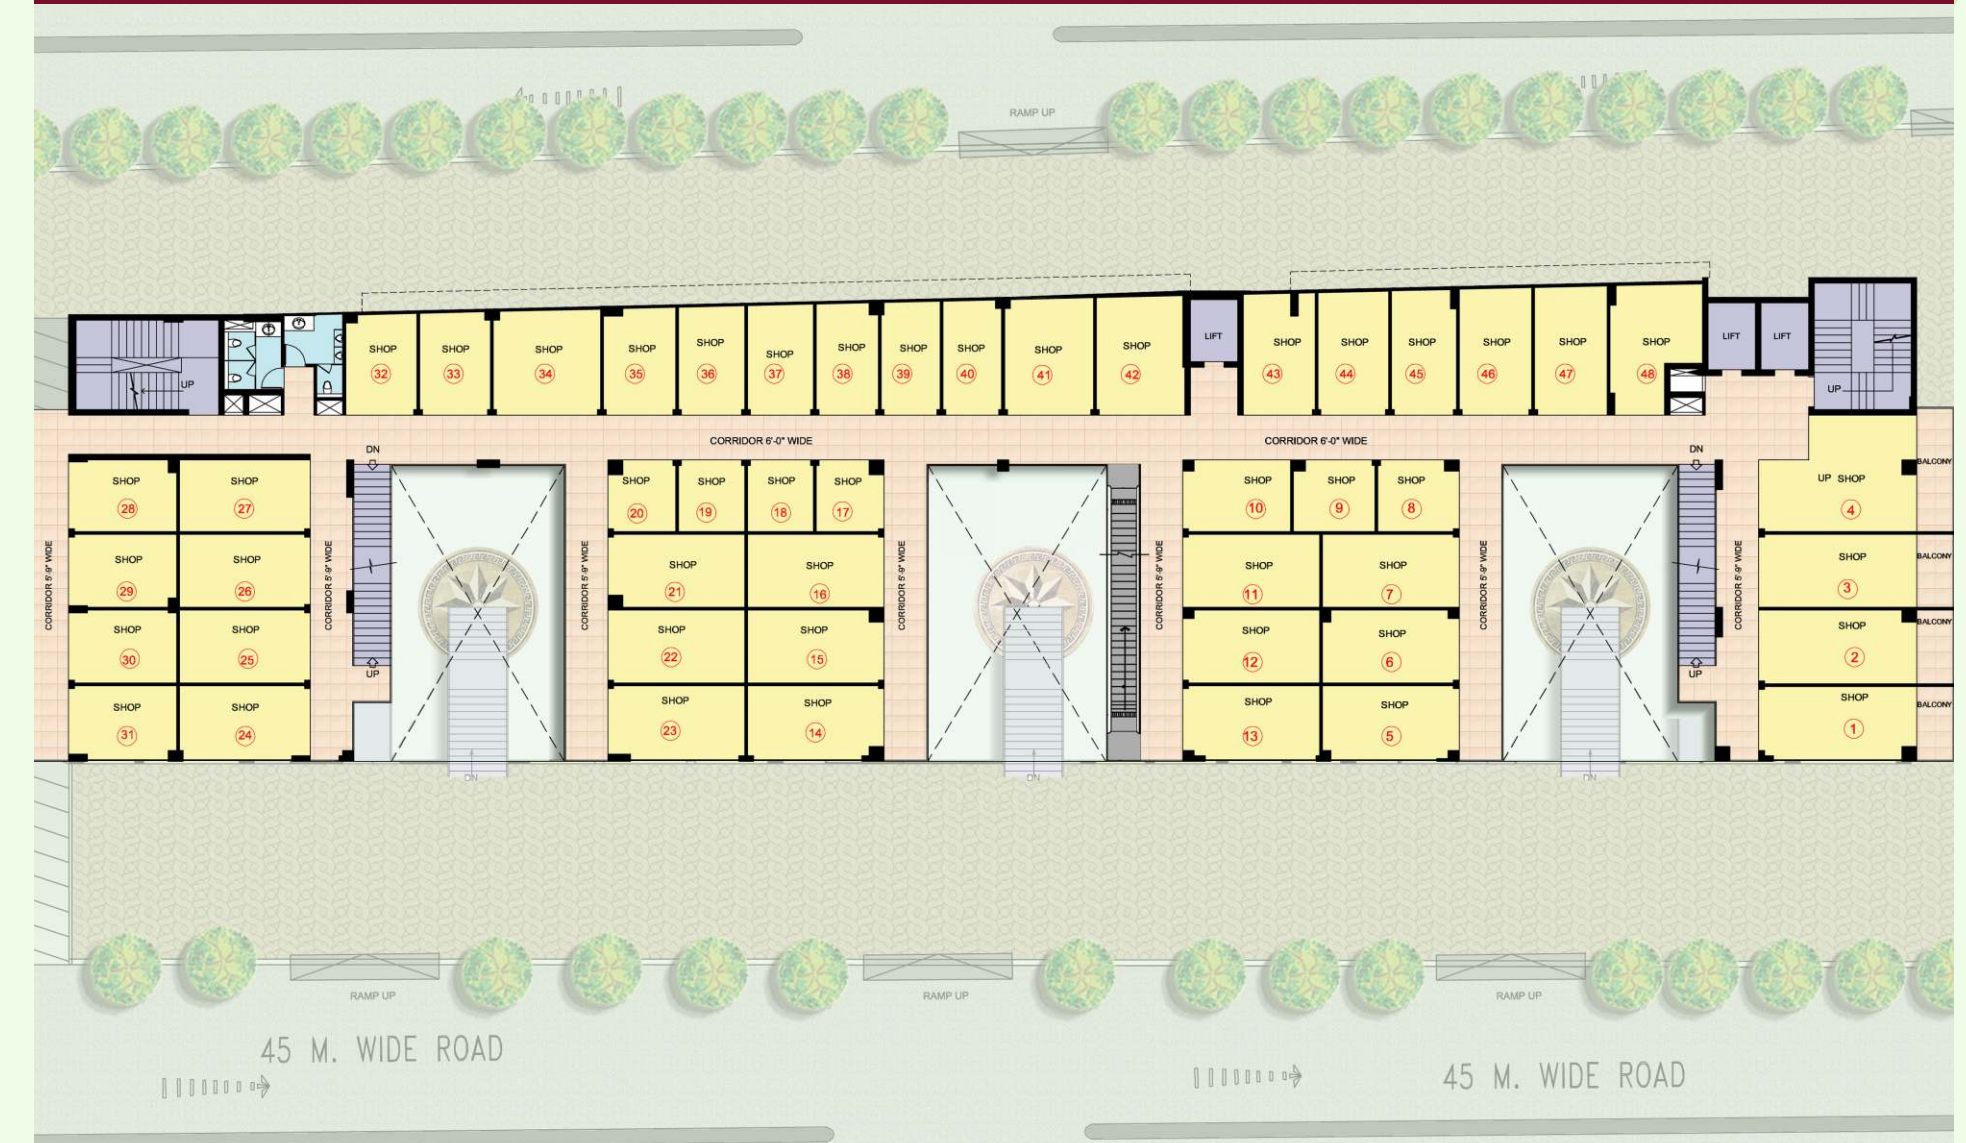 RAMP UP
SHOP
32
SHOP
33
SHOP
34
SHOP
35
SHOP
36
SHOP
37
SHOP
38
SHOP
39
SHOP
40
SHOP
41
SHOP
42
LIFT
SHOP
43
SHOP
44
SHOP
45
SHOP
46
SHOP
47
SHOP
48
LIFT
LIFT
UP
UP
CORRIDOR 6'-0" WIDE
CORRIDOR 6'-0" WIDE
DN
DN
SHOP
28
SHOP
27
SHOP
29
SHOP
26
SHOP
30
SHOP
25
SHOP
31
SHOP
24
CORRIDOR 5'-9" WIDE
CORRIDOR 5'-9" WIDE
UP
DN
CORRIDOR 5'-9" WIDE
SHOP
20
SHOP
19
SHOP
18
SHOP
17
SHOP
21
SHOP
16
SHOP
22
SHOP
15
SHOP
23
SHOP
14
CORRIDOR 5'-9" WIDE
DN
CORRIDOR 5'-9" WIDE
SHOP
10
SHOP
9
SHOP
8
SHOP
11
SHOP
7
SHOP
12
SHOP
6
SHOP
13
SHOP
5
CORRIDOR 5'-9" WIDE
DN
UP
CORRIDOR 5'-9" WIDE
UP SHOP
4
BALCONY
SHOP
3
BALCONY
SHOP
2
BALCONY
SHOP
1
BALCONY
RAMP UP
RAMP UP
RAMP UP
45 M. WIDE ROAD
45 M. WIDE ROAD